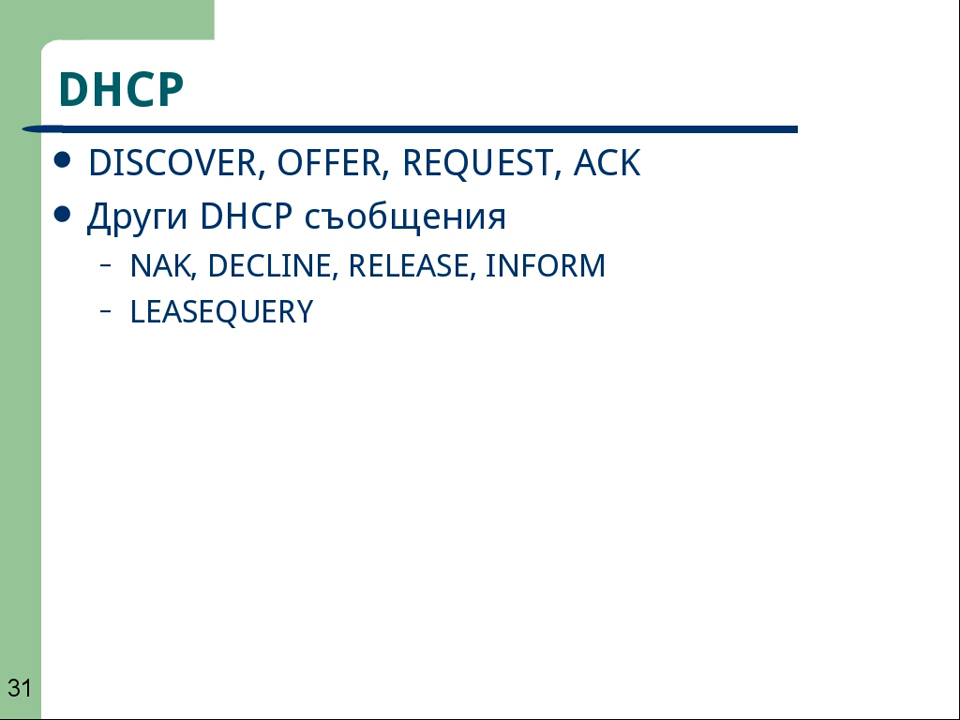 DHCP
DISCOVER, OFFER, REQUEST, ACK
Други DHCP съобщения
– NAK, DECLINE, RELEASE, INFORM
– LEASEQUERY
31